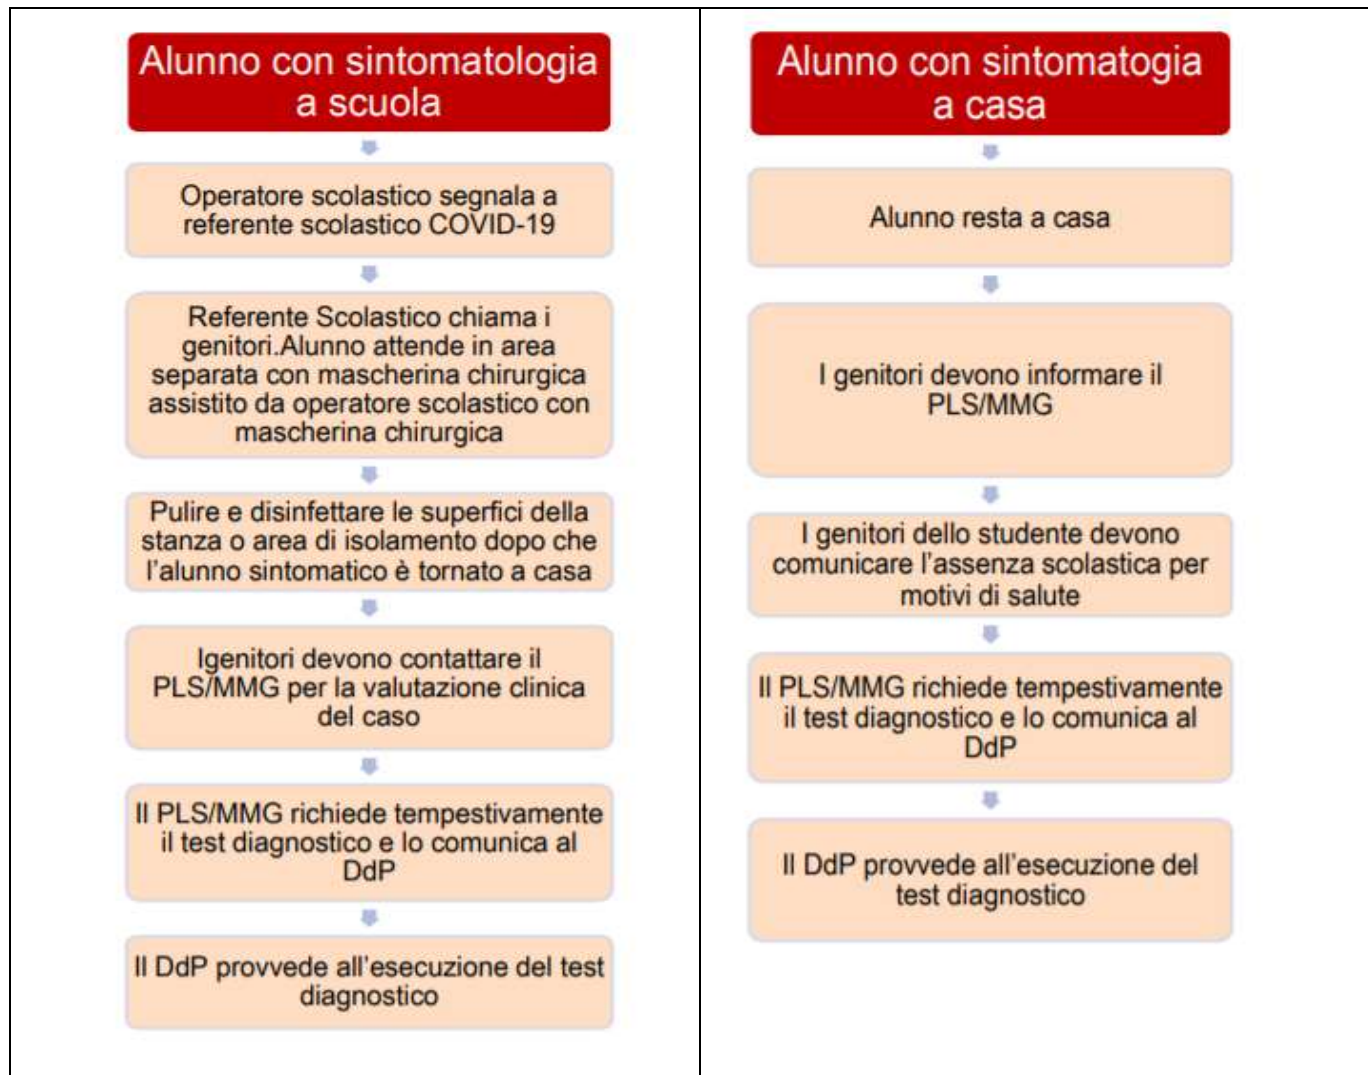 Alunno con sintomatologia
a scuola
Operatore scolastico segnala a
referente scolastico COVID-19
Referente Scolastico chiama i
genitori.Alunno attende in area
separata con mascherina chirurgica
assistito da operatore scolastico con
mascherina chirurgica
Pulire e disinfettare le superfici della
stanza o area di isolamento dopo che
l'alunno sintomatico è tornato a casa
Igenitori devono contattare il
PLS/MMG per la valutazione clinica
del caso
Il PLS/MMG richiede tempestivamente
il test diagnostico e lo comunica al
DdP
Il DdP provvede all'esecuzione del test
diagnostico
Alunno con sintomatogia
a casa
Alunno resta a casa
I genitori devono informare il
PLS/MMG
I genitori dello studente devono
comunicare l'assenza scolastica per
motivi di salute
Il PLS/MMG richiede tempestivamente
il test diagnostico e lo comunica al
DdP
Il DdP provvede all'esecuzione del
test diagnostico